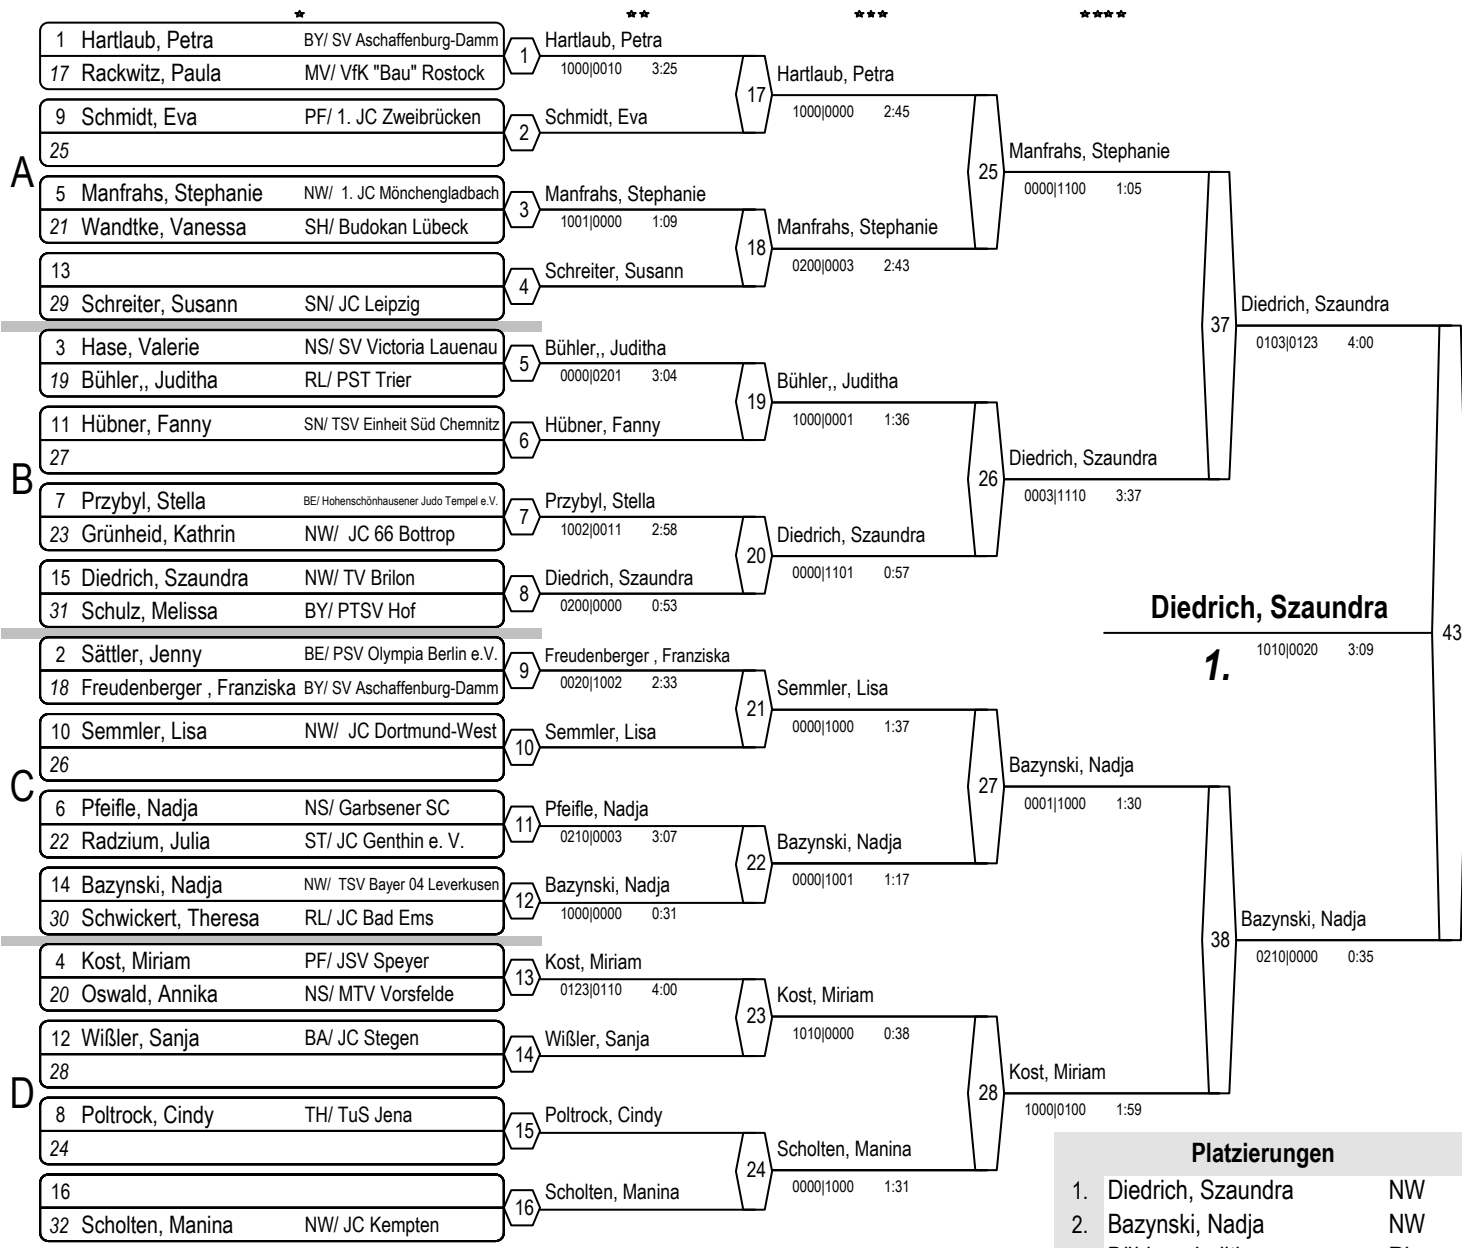 * ** *** ****
A
1 Hartlaub, Petra BY/ SV Aschaffenburg-Damm
17 Rackwitz, Paula MV/ VfK "Bau" Rostock
9 Schmidt, Eva PF/ 1. JC Zweibrücken
25
5 Manfrahs, Stephanie NW/ 1. JC Mönchengladbach
21 Wandtke, Vanessa SH/ Budokan Lübeck
13
29 Schreiter, Susann SN/ JC Leipzig
B
3 Hase, Valerie NS/ SV Victoria Lauenau
19 Bühler,, Juditha RL/ PST Trier
11 Hübner, Fanny SN/ TSV Einheit Süd Chemnitz
27
7 Przybyl, Stella BE/ Hohenschönhausener Judo Tempel e.V.
23 Grünheid, Kathrin NW/ JC 66 Bottrop
15 Diedrich, Szaundra NW/ TV Brilon
31 Schulz, Melissa BY/ PTSV Hof
C
2 Sättler, Jenny BE/ PSV Olympia Berlin e.V.
18 Freudenberger , Franziska BY/ SV Aschaffenburg-Damm
10 Semmler, Lisa NW/ JC Dortmund-West
26
6 Pfeifle, Nadja NS/ Garbsener SC
22 Radzium, Julia ST/ JC Genthin e. V.
14 Bazynski, Nadja NW/ TSV Bayer 04 Leverkusen
30 Schwickert, Theresa RL/ JC Bad Ems
D
4 Kost, Miriam PF/ JSV Speyer
20 Oswald, Annika NS/ MTV Vorsfelde
12 Wißler, Sanja BA/ JC Stegen
28
8 Poltrock, Cindy TH/ TuS Jena
24
16
32 Scholten, Manina NW/ JC Kempten
1 Hartlaub, Petra
1000|0010 3:25
2 Schmidt, Eva
3 Manfrahs, Stephanie
1001|0000 1:09
4 Schreiter, Susann
5 Bühler,, Juditha
0000|0201 3:04
6 Hübner, Fanny
7 Przybyl, Stella
1002|0011 2:58
8 Diedrich, Szaundra
0200|0000 0:53
9 Freudenberger , Franziska
0020|1002 2:33
10 Semmler, Lisa
11 Pfeifle, Nadja
0210|0003 3:07
12 Bazynski, Nadja
1000|0000 0:31
13 Kost, Miriam
0123|0110 4:00
14 Wißler, Sanja
15 Poltrock, Cindy
16 Scholten, Manina
17 Hartlaub, Petra
1000|0000 2:45
18 Manfrahs, Stephanie
0200|0003 2:43
19 Bühler,, Juditha
1000|0001 1:36
20 Diedrich, Szaundra
0000|1101 0:57
21 Semmler, Lisa
0000|1000 1:37
22 Bazynski, Nadja
0000|1001 1:17
23 Kost, Miriam
1010|0000 0:38
24 Scholten, Manina
0000|1000 1:31
25 Manfrahs, Stephanie
0000|1100 1:05
26 Diedrich, Szaundra
0003|1110 3:37
27 Bazynski, Nadja
0001|1000 1:30
28 Kost, Miriam
1000|0100 1:59
37 Diedrich, Szaundra
0103|0123 4:00
38 Bazynski, Nadja
0210|0000 0:35
43
Diedrich, Szaundra
1. 1010|0020 3:09
Platzierungen
1. Diedrich, Szaundra NW
2. Bazynski, Nadja NW